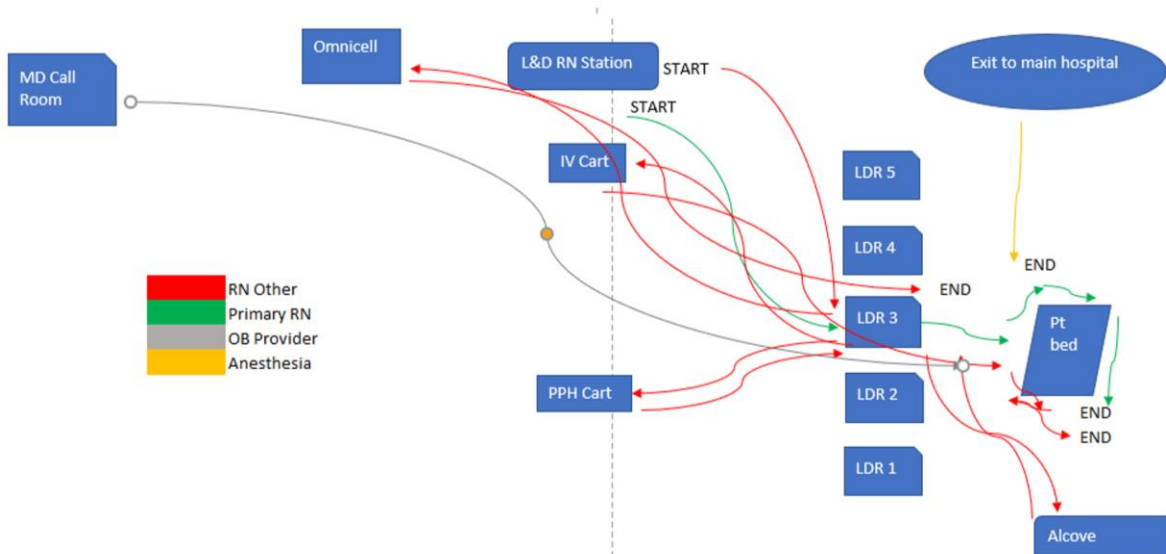 Omnicell
L&D RN Station
START
Exit to main hospital
MD Call
Room
START
IV Cart
LDR 5
LDR 4
END
END
RN Other
Primary RN
OB Provider
Anesthesia
LDR 3
Pt
bed
PPH Cart
LDR 2
END
END
LDR 1
Alcove